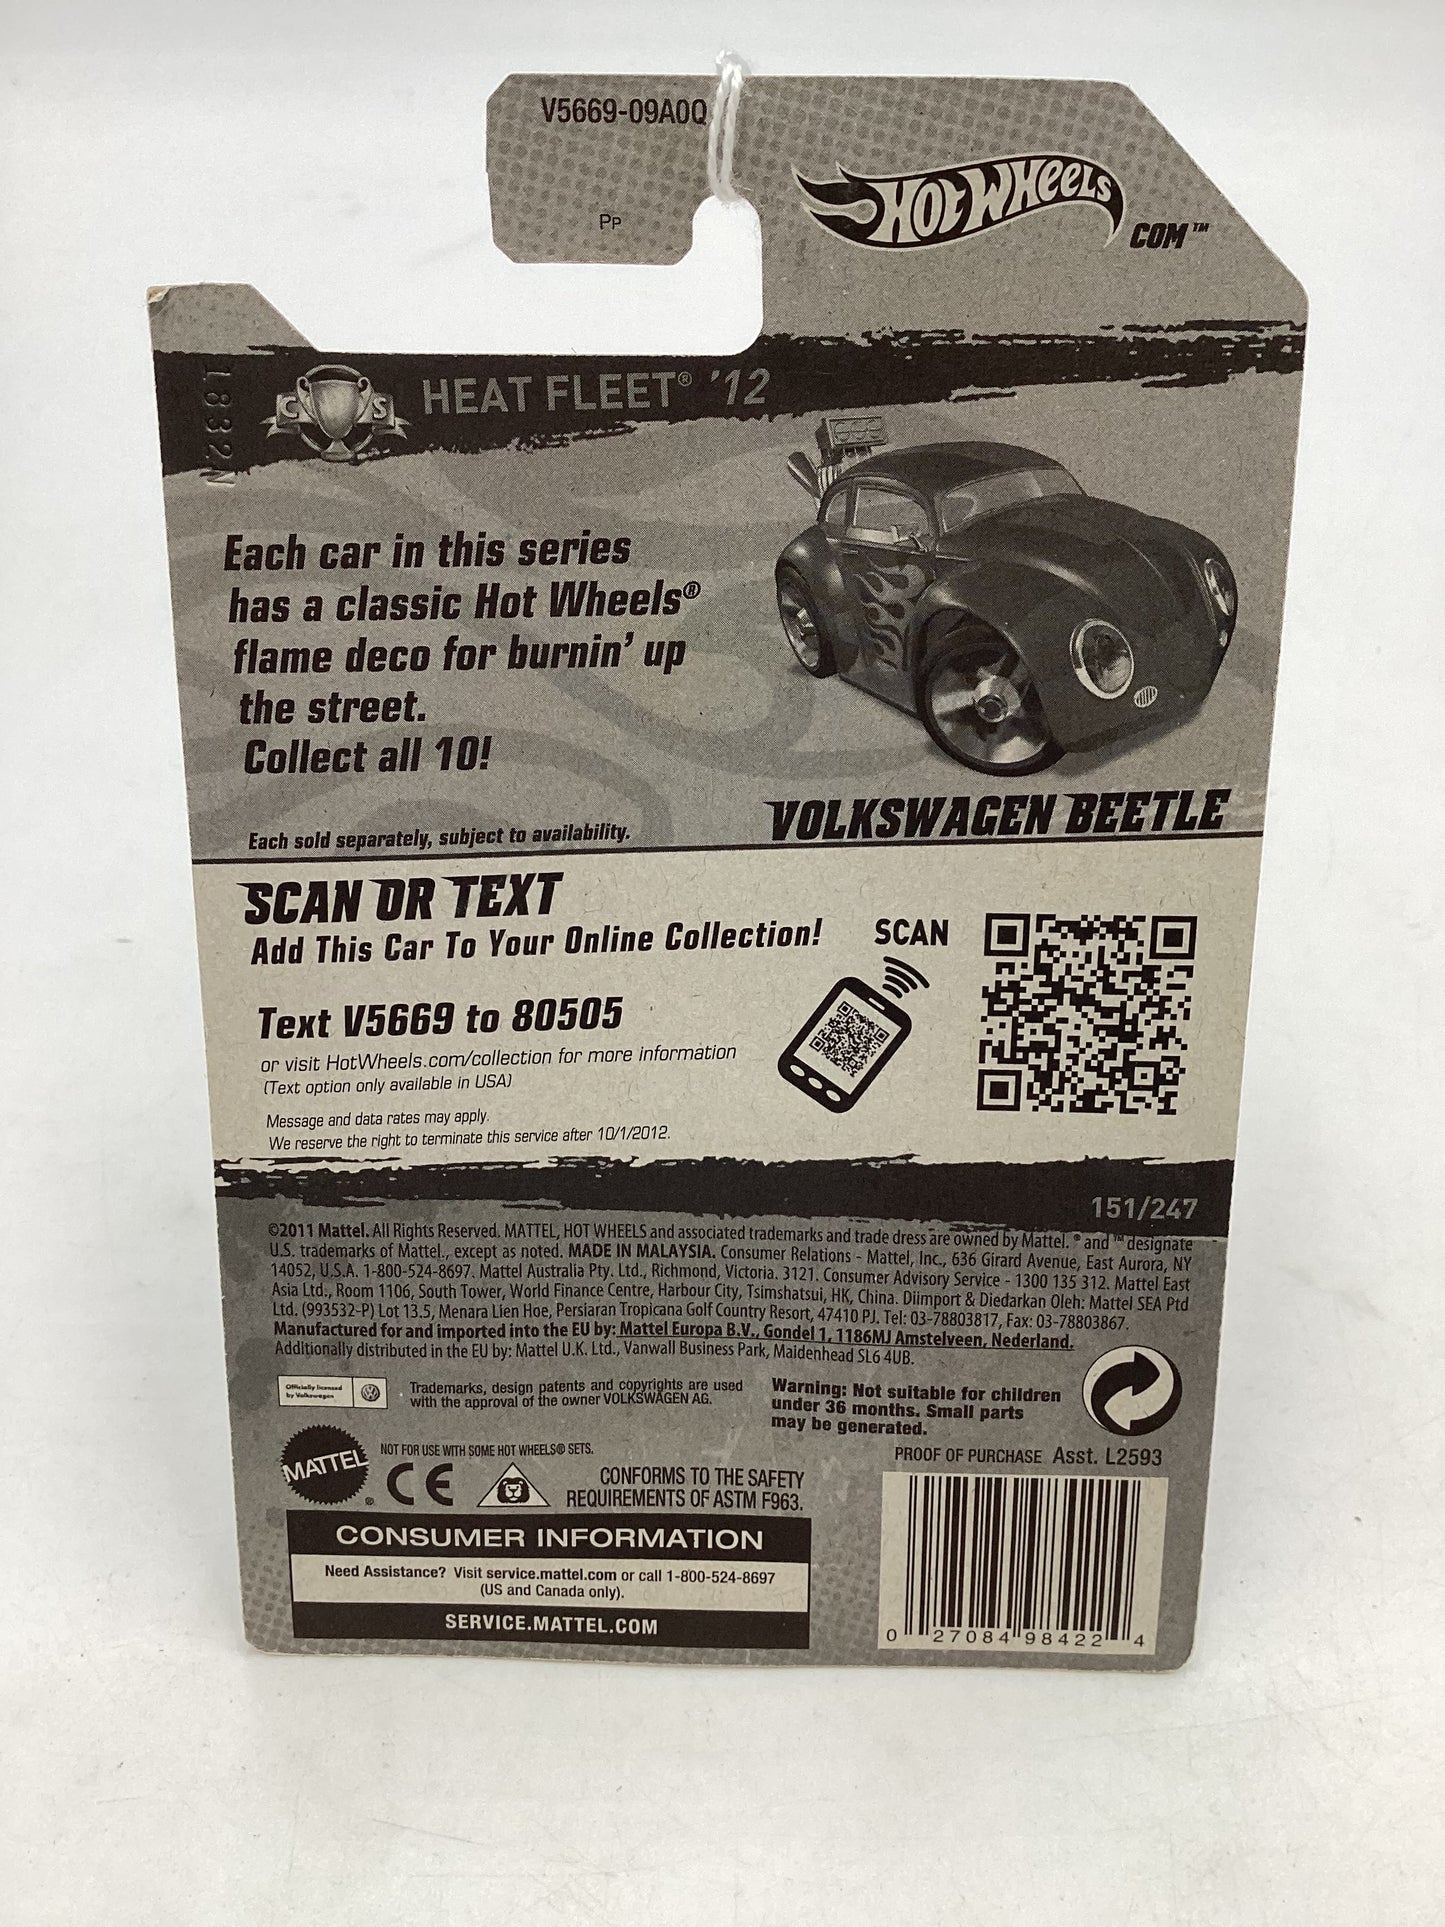 V5669-09A0Q
Pp
HOT WHEELS
COM™
1832N
C S
HEAT FLEET® '12
Each car in this series
has a classic Hot Wheels®
flame deco for burnin' up
the street.
Collect all 10!
Each sold separately, subject to availability.
VOLKSWAGEN BEETLE
SCAN OR TEXT
Add This Car To Your Online Collection!
SCAN
Text V5669 to 80505
or visit HotWheels.com/collection for more information
(Text option only available in USA)
Message and data rates may apply.
We reserve the right to terminate this service after 10/1/2012.
151/247
©2011 Mattel. All Rights Reserved. MATTEL, HOT WHEELS and associated trademarks and trade dress are owned by Mattel. ® and ™ designate
U.S. trademarks of Mattel., except as noted. MADE IN MALAYSIA. Consumer Relations - Mattel, Inc., 636 Girard Avenue, East Aurora, NY
14052, U.S.A. 1-800-524-8697. Mattel Australia Pty. Ltd., Richmond, Victoria. 3121. Consumer Advisory Service - 1300 135 312. Mattel East
Asia Ltd., Room 1106, South Tower, World Finance Centre, Harbour City, Tsimshatsui, HK, China. Diimport & Diedarkan Oleh: Mattel SEA Ptd
Ltd. (993532-P) Lot 13.5, Menara Lien Hoe, Persiaran Tropicana Golf Country Resort, 47410 PJ. Tel: 03-78803817, Fax: 03-78803867.
Manufactured for and imported into the EU by: Mattel Europa B.V., Gondel 1, 1186MJ Amstelveen, Nederland.
Additionally distributed in the EU by: Mattel U.K. Ltd., Vanwall Business Park, Maidenhead SL6 4UB.
Officially licensed
by Volkswagen
Trademarks, design patents and copyrights are used
with the approval of the owner VOLKSWAGEN AG.
Warning: Not suitable for children
under 36 months. Small parts
may be generated.
MATTEL®
NOT FOR USE WITH SOME HOT WHEELS® SETS.
CE
CONFORMS TO THE SAFETY
REQUIREMENTS OF ASTM F963.
PROOF OF PURCHASE Asst. L2593
CONSUMER INFORMATION
Need Assistance? Visit service.mattel.com or call 1-800-524-8697
(US and Canada only).
SERVICE.MATTEL.COM
0 27084 98422 4